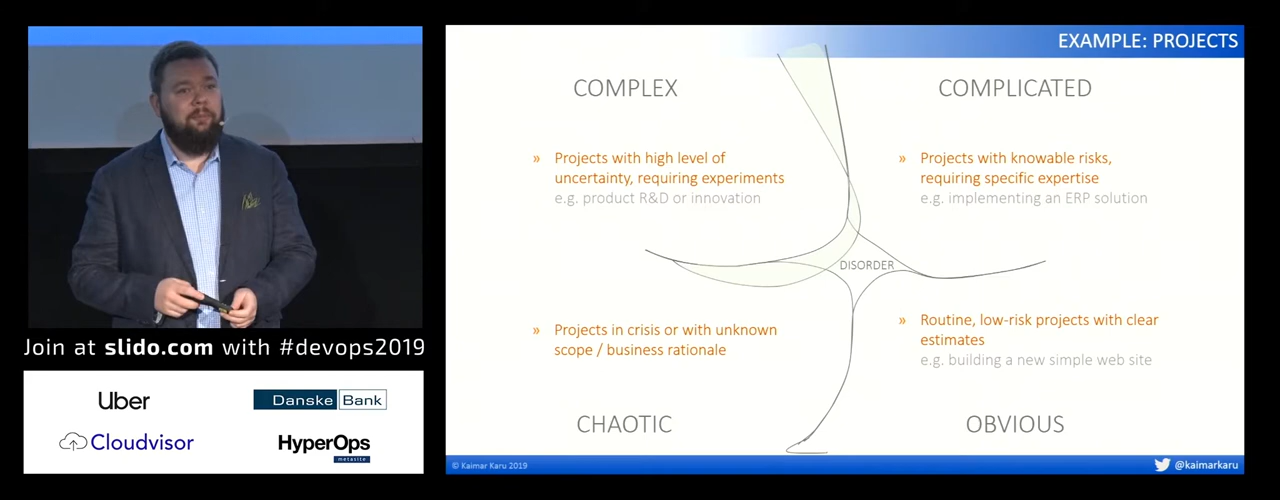 Join at slido.com with #devops2019
Uber
Danske Bank
Cloudvisor
HyperOps
metasite
EXAMPLE: PROJECTS
COMPLEX
» Projects with high level of
uncertainty, requiring experiments
e.g. product R&D or innovation
COMPLICATED
» Projects with knowable risks,
requiring specific expertise
e.g. implementing an ERP solution
DISORDER
» Projects in crisis or with unknown
scope / business rationale
CHAOTIC
» Routine, low-risk projects with clear
estimates
e.g. building a new simple web site
OBVIOUS
© Kaimar Karu 2019
@kaimarkaru